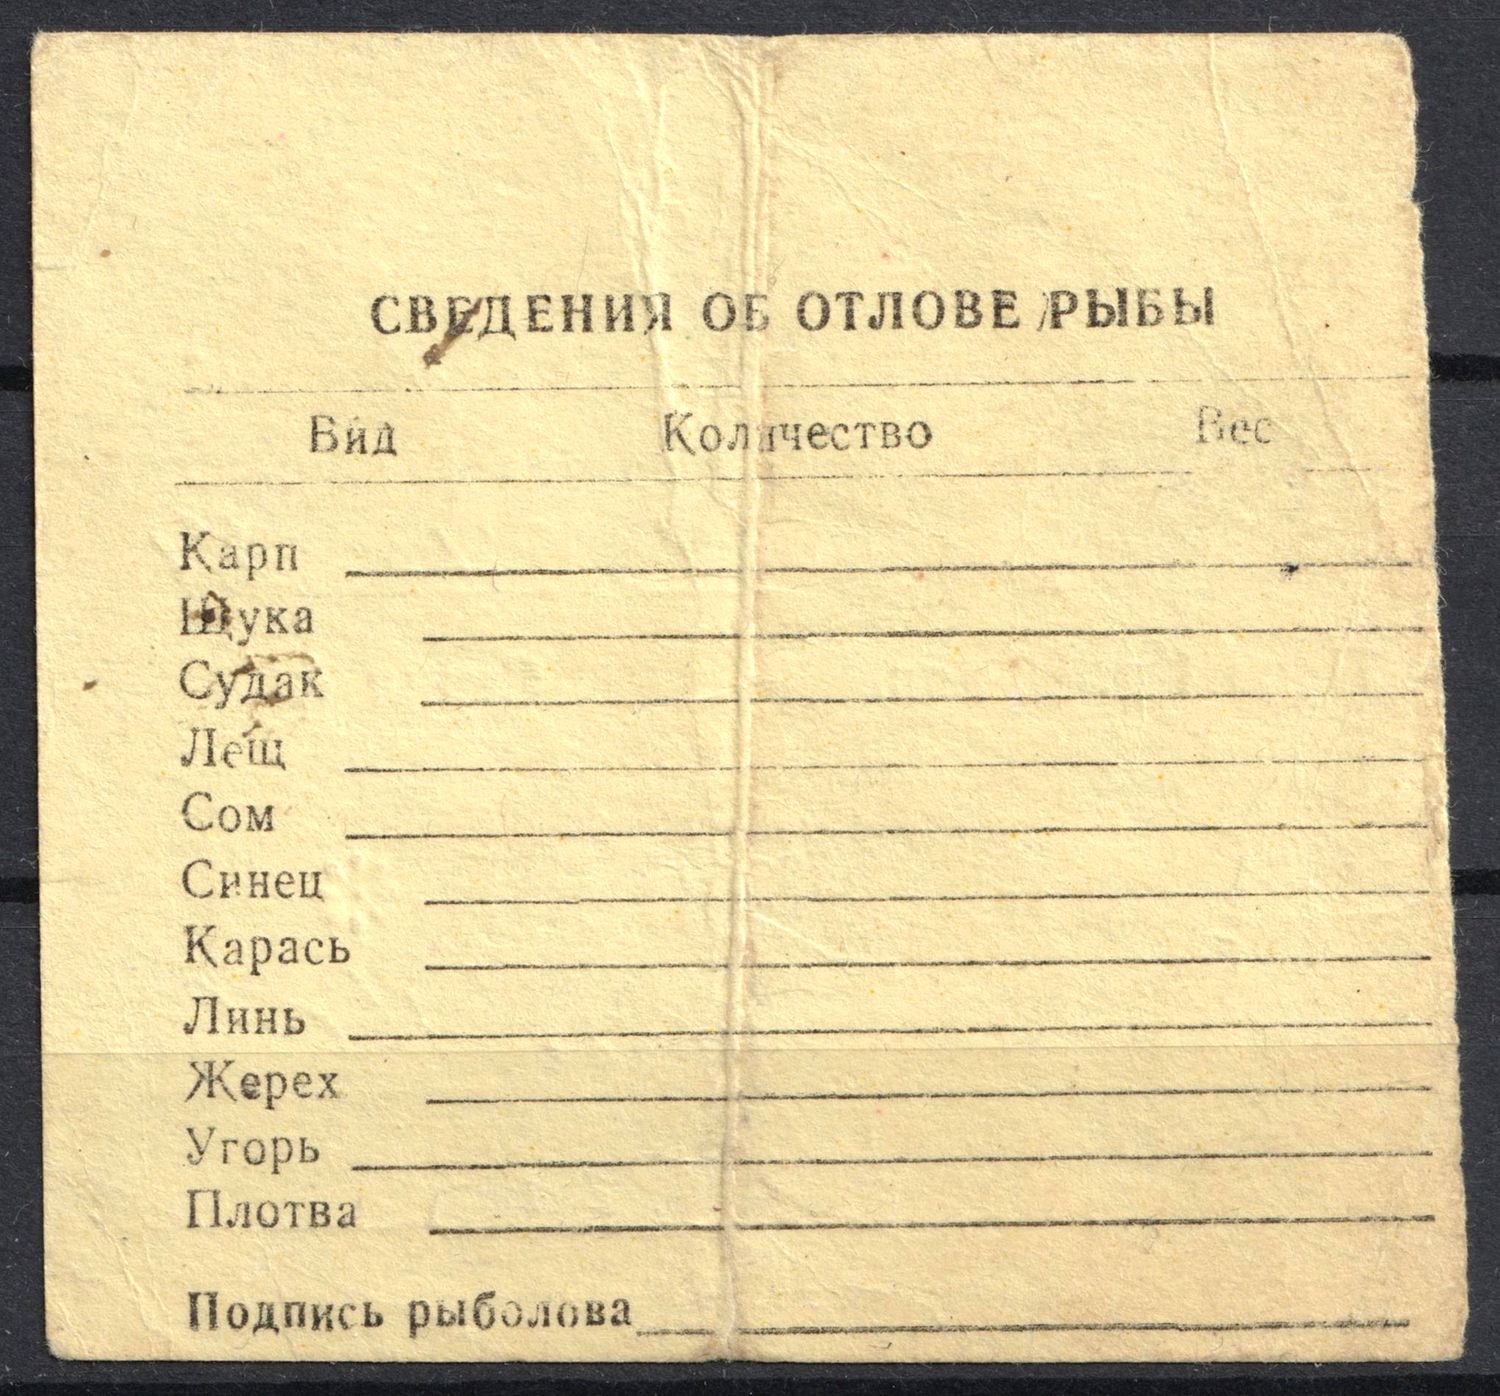 СВЕДЕНИЯ ОБ ОТЛОВЕ РЫБЫ
Вид Количество Вес
Карп
Щука
Судак
Лещ
Сом
Синец
Карась
Линь
Жерех
Угорь
Плотва
Подпись рыболова